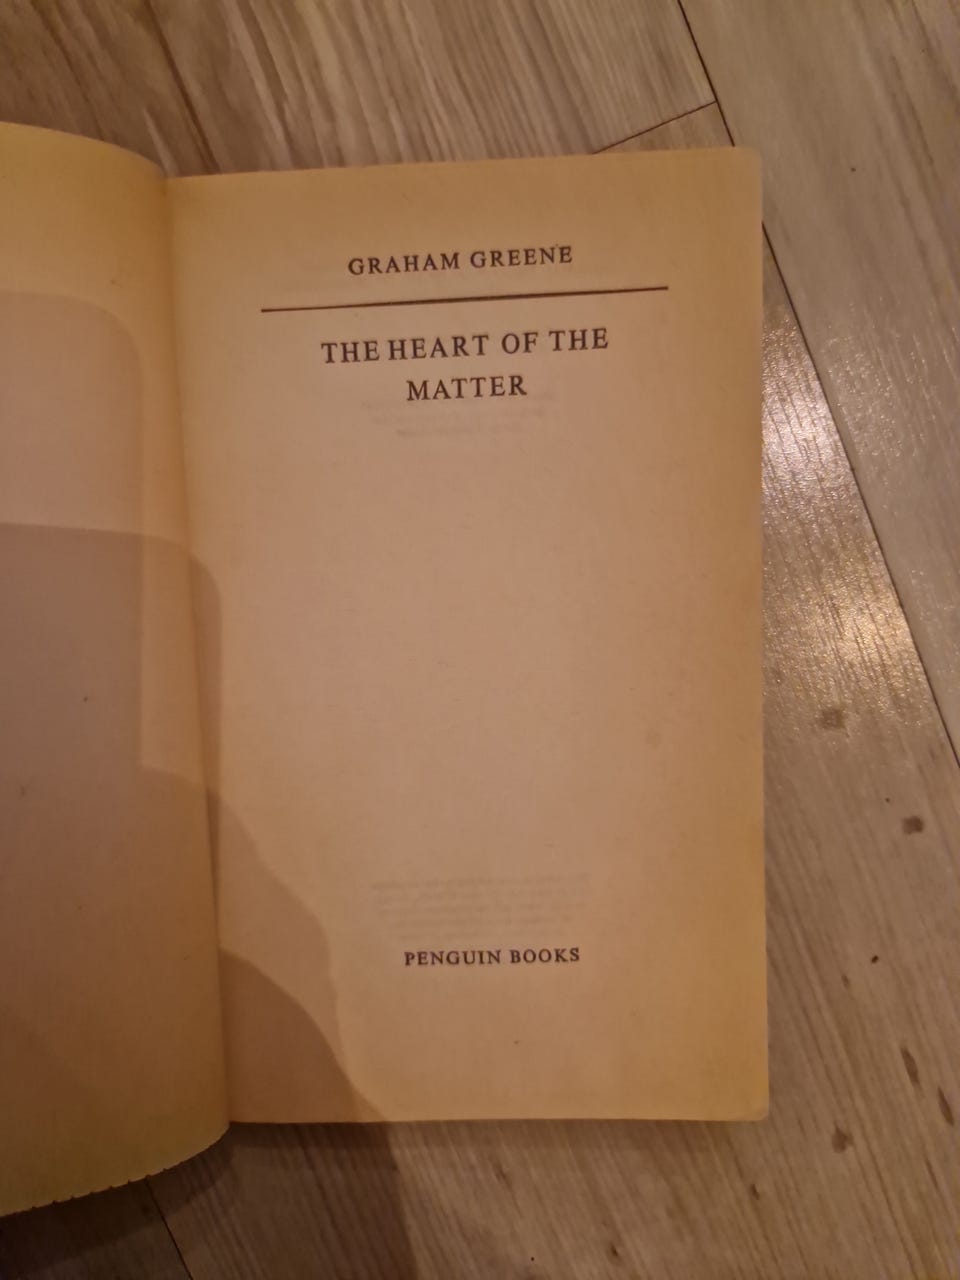 GRAHAM GREENE
THE HEART OF THE
MATTER
PENGUIN BOOKS